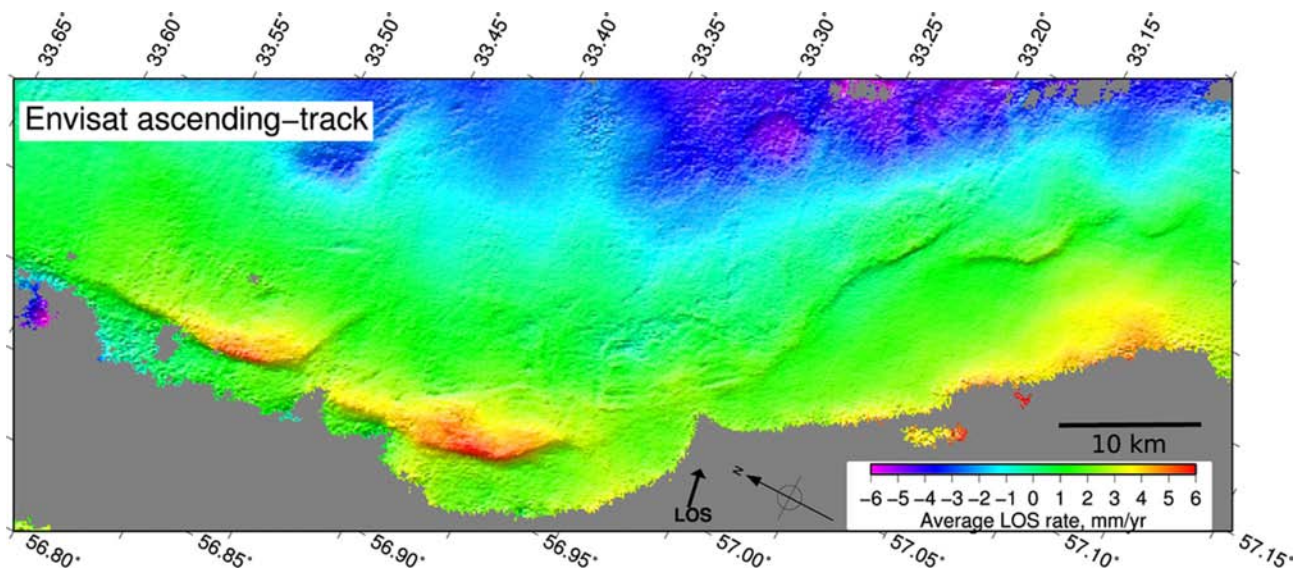 33.65° 33.60° 33.55° 33.50° 33.45° 33.40° 33.35° 33.30° 33.25° 33.20° 33.15°
Envisat ascending–track
10 km
N
LOS
−6 −5 −4 −3 −2 −1 0 1 2 3 4 5 6
Average LOS rate, mm/yr
56.80° 56.85° 56.90° 56.95° 57.00° 57.05° 57.10° 57.15°